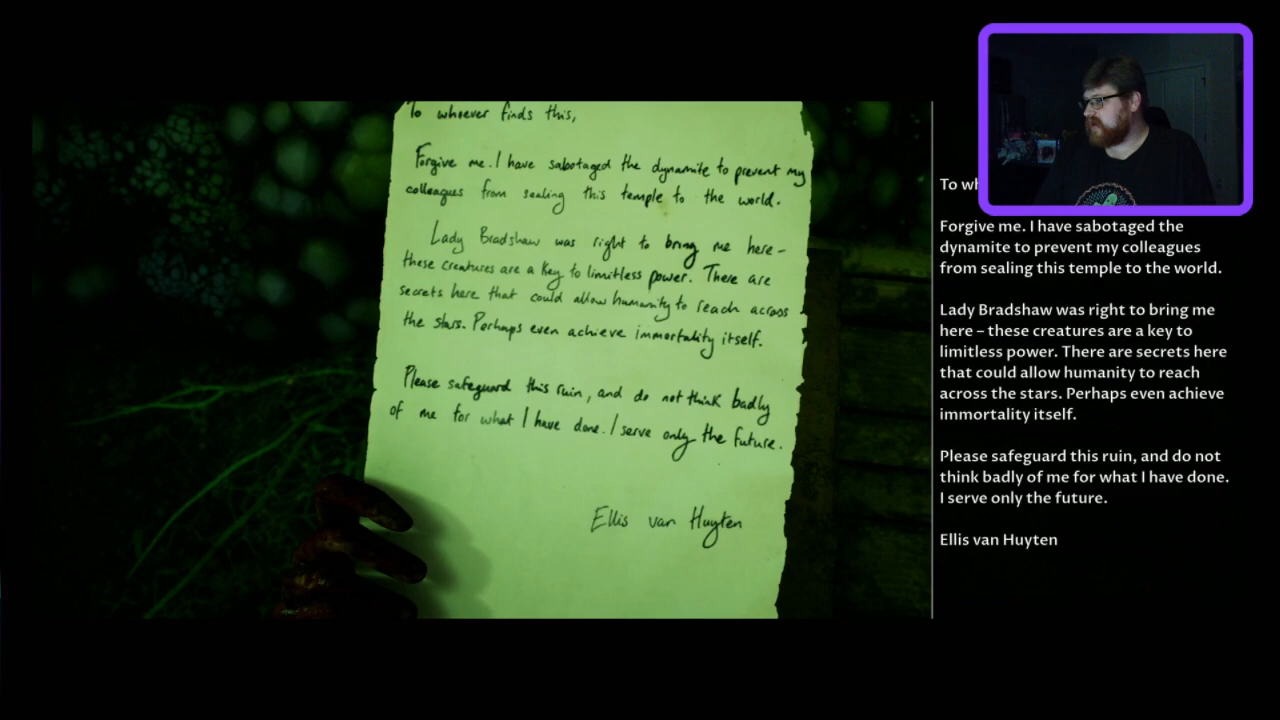 To whoever finds this,
Forgive me. I have sabotaged the dynamite to prevent my
colleagues from sealing this temple to the world.
Lady Bradshaw was right to bring me here -
these creatures are a key to limitless power. There are
secrets here that could allow humanity to reach across
the stars. Perhaps even achieve immortality itself.
Please safeguard this ruin, and do not think badly
of me for what I have done. I serve only the future.
Ellis van Huyten
To wh
Forgive me. I have sabotaged the
dynamite to prevent my colleagues
from sealing this temple to the world.
Lady Bradshaw was right to bring me
here – these creatures are a key to
limitless power. There are secrets here
that could allow humanity to reach
across the stars. Perhaps even achieve
immortality itself.
Please safeguard this ruin, and do not
think badly of me for what I have done.
I serve only the future.
Ellis van Huyten